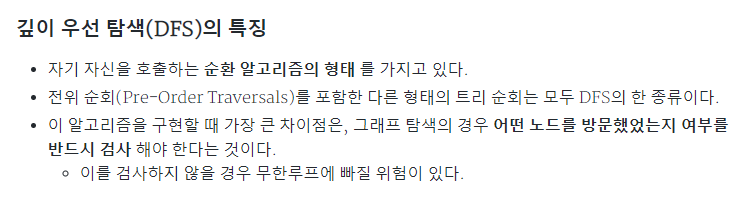 깊이 우선 탐색(DFS)의 특징
자기 자신을 호출하는 순환 알고리즘의 형태 를 가지고 있다.
전위 순회(Pre-Order Traversals)를 포함한 다른 형태의 트리 순회는 모두 DFS의 한 종류이다.
이 알고리즘을 구현할 때 가장 큰 차이점은, 그래프 탐색의 경우 어떤 노드를 방문했었는지 여부를
반드시 검사 해야 한다는 것이다.
이를 검사하지 않을 경우 무한루프에 빠질 위험이 있다.